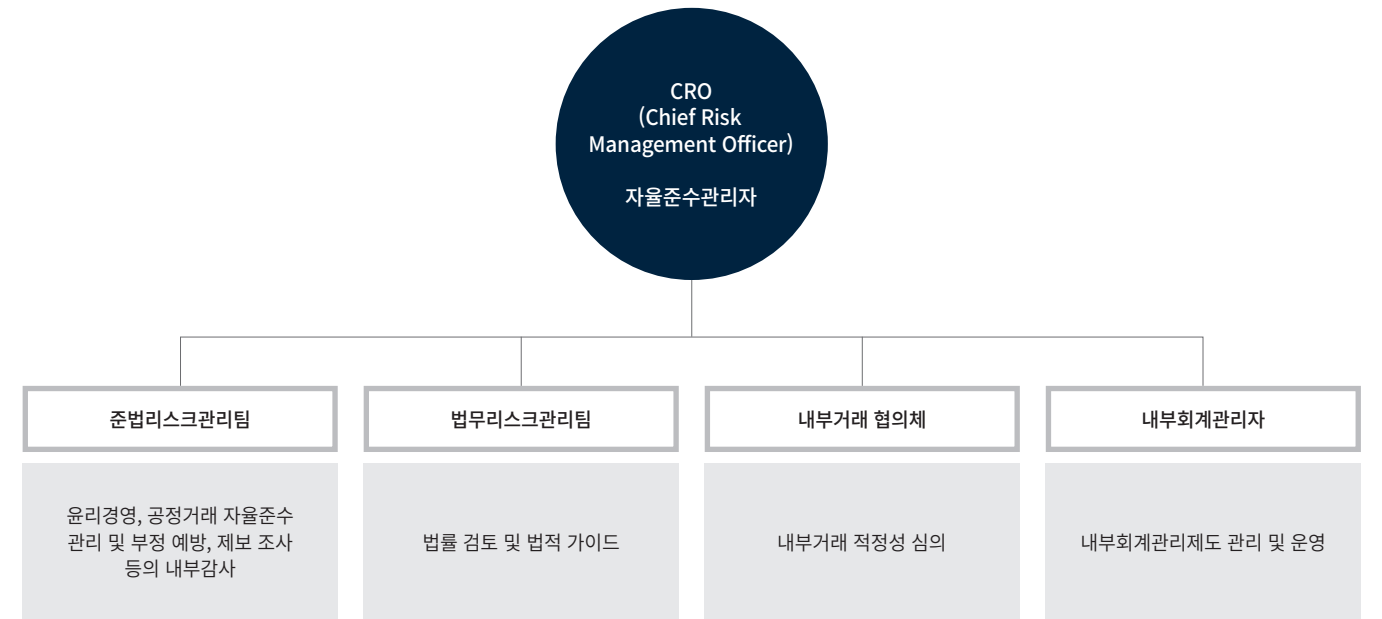 CRO
(Chief Risk
Management Officer)
자율준수관리자
준법리스크관리팀
법무리스크관리팀
내부거래 협의체
내부회계관리자
윤리경영, 공정거래 자율준수
관리 및 부정 예방, 제보 조사
등의 내부감사
법률 검토 및 법적 가이드
내부거래 적정성 심의
내부회계관리제도 관리 및 운영